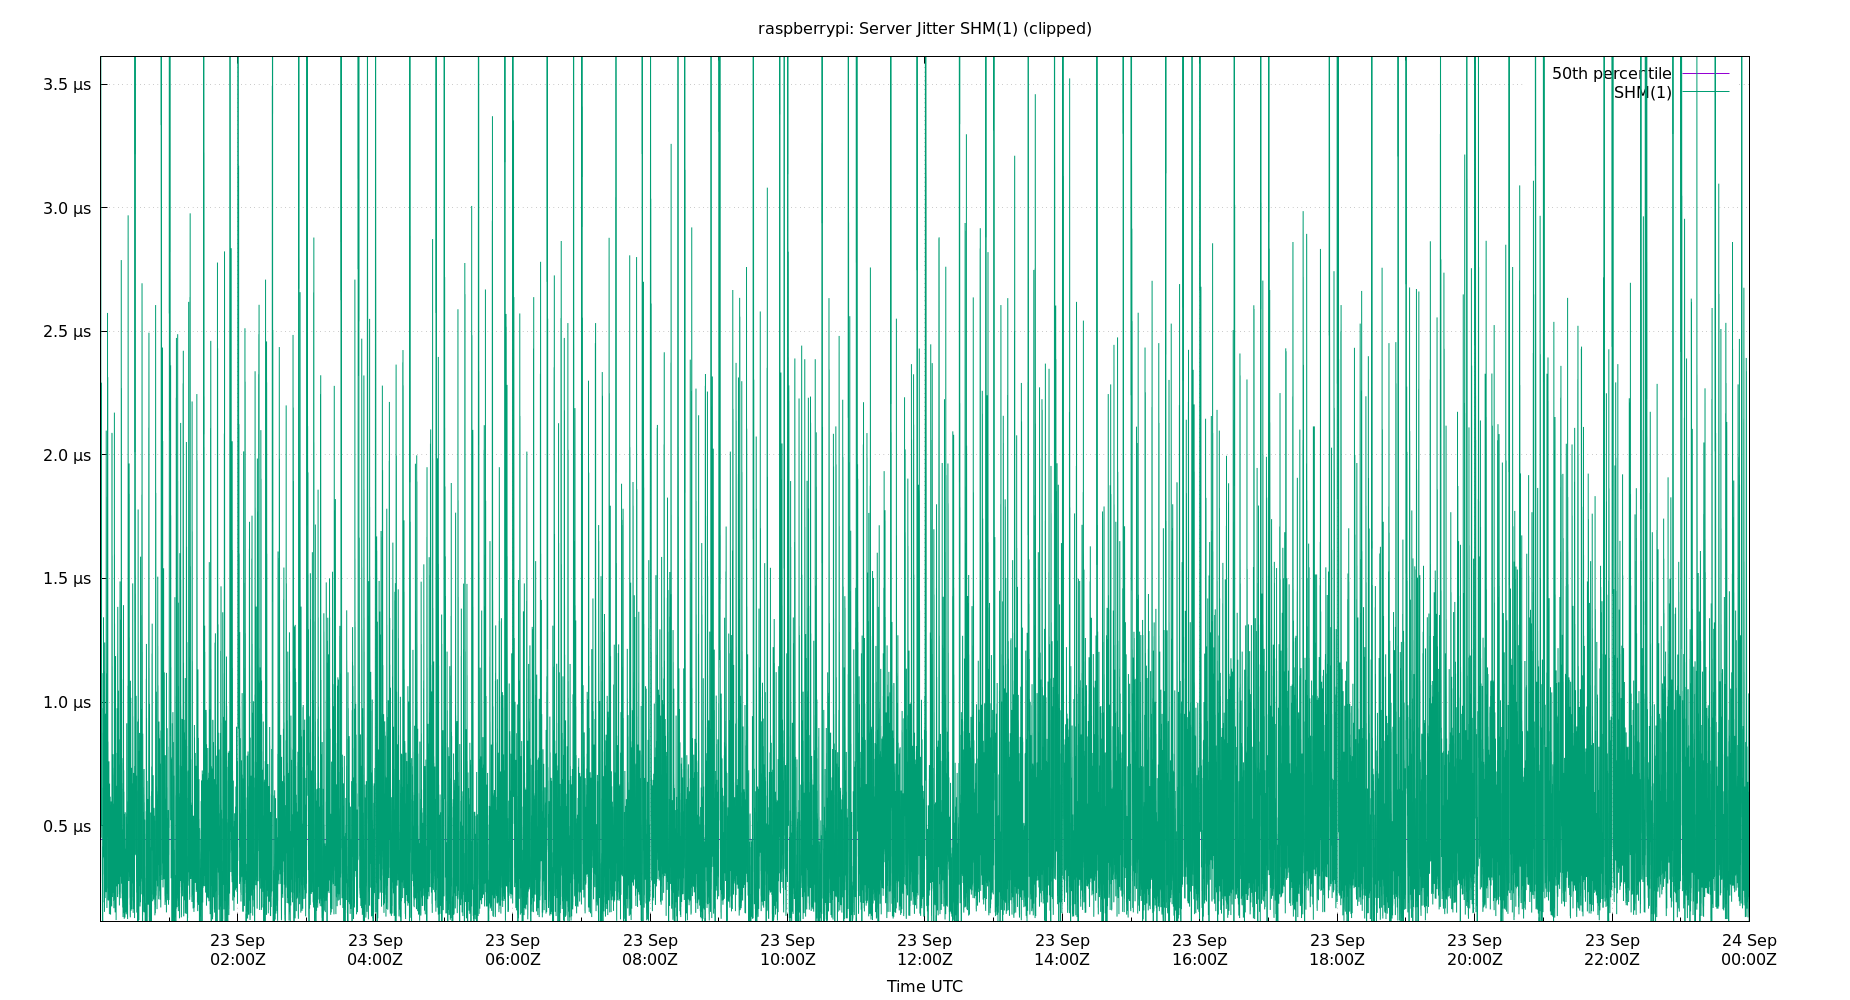 raspberrypi: Server Jitter SHM(1) (clipped)
50th percentile
SHM(1)
3.5 µs
3.0 µs
2.5 µs
2.0 µs
1.5 µs
1.0 µs
0.5 µs
23 Sep 23 Sep 23 Sep 23 Sep 23 Sep 23 Sep 23 Sep 23 Sep 23 Sep 23 Sep 23 Sep 24 Sep
02:00Z 04:00Z 06:00Z 08:00Z 10:00Z 12:00Z 14:00Z 16:00Z 18:00Z 20:00Z 22:00Z 00:00Z
Time UTC